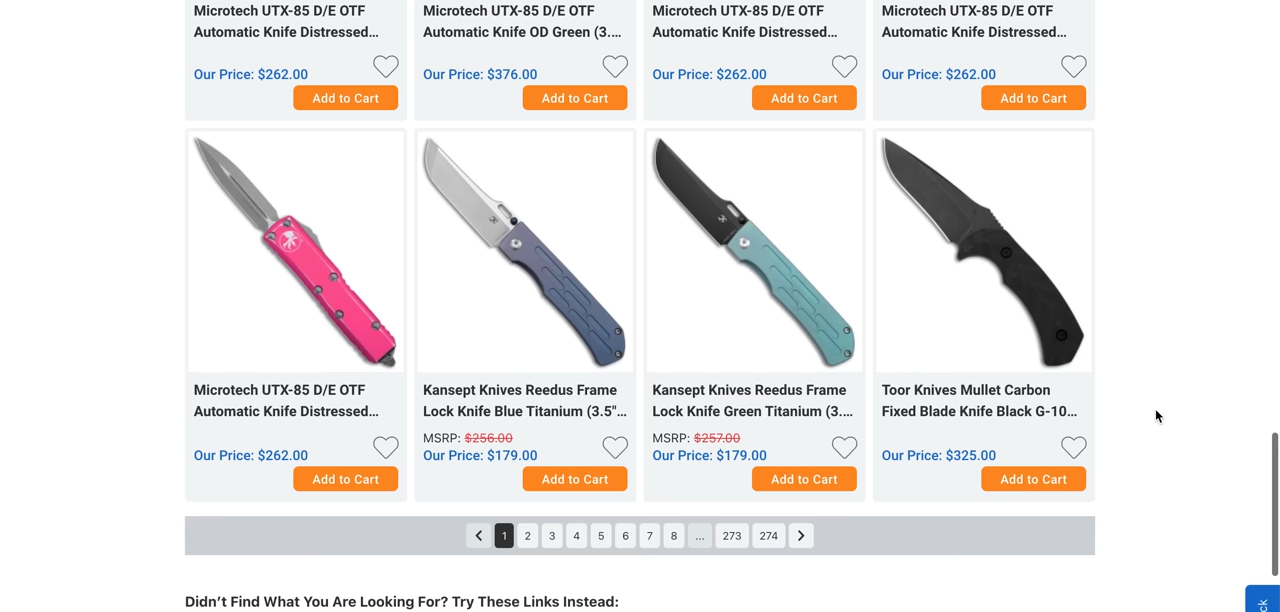 Microtech UTX-85 D/E OTF
Automatic Knife Distressed…
Our Price: $262.00
Add to Cart
Microtech UTX-85 D/E OTF
Automatic Knife OD Green (3.…
Our Price: $376.00
Add to Cart
Microtech UTX-85 D/E OTF
Automatic Knife Distressed…
Our Price: $262.00
Add to Cart
Microtech UTX-85 D/E OTF
Automatic Knife Distressed…
Our Price: $262.00
Add to Cart
Microtech UTX-85 D/E OTF
Automatic Knife Distressed…
Our Price: $262.00
Add to Cart
Kansept Knives Reedus Frame
Lock Knife Blue Titanium (3.5"…
MSRP: $256.00
Our Price: $179.00
Add to Cart
Kansept Knives Reedus Frame
Lock Knife Green Titanium (3.…
MSRP: $257.00
Our Price: $179.00
Add to Cart
Toor Knives Mullet Carbon
Fixed Blade Knife Black G-10…
Our Price: $325.00
Add to Cart
1 2 3 4 5 6 7 8 ... 273 274
Didn’t Find What You Are Looking For? Try These Links Instead: